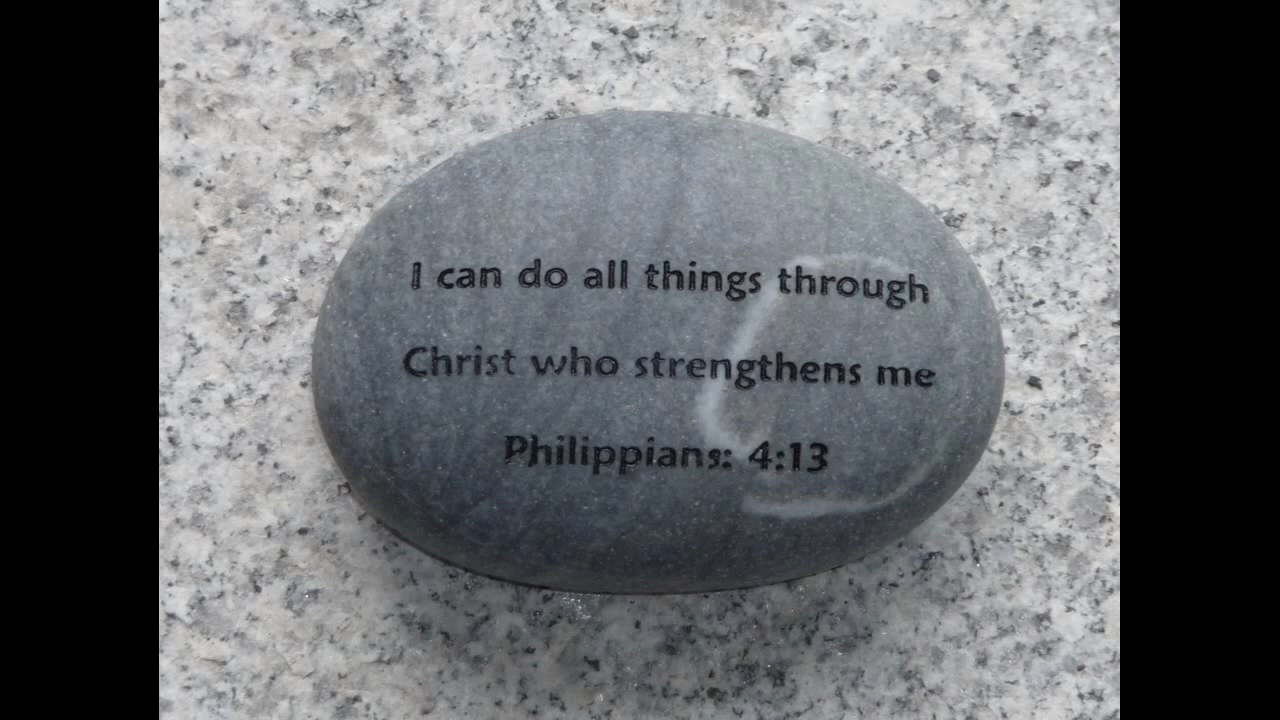 I can do all things through
Christ who strengthens me
Philippians: 4:13